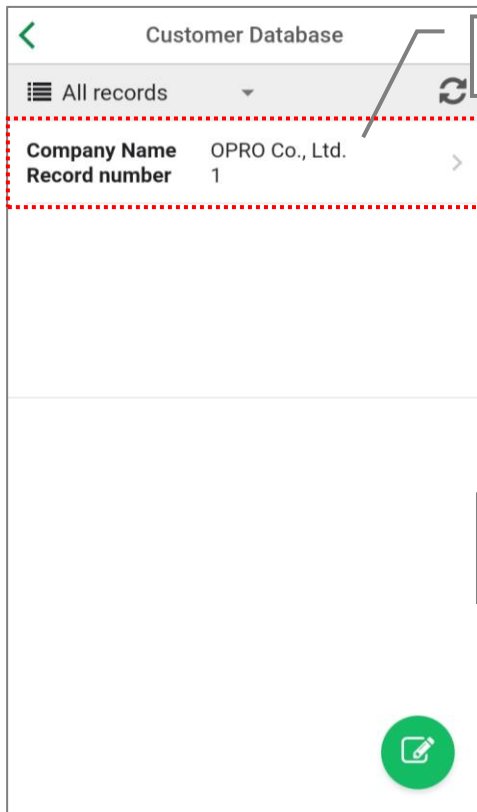 Customer Database
All records
Company Name OPRO Co., Ltd.
Record number 1